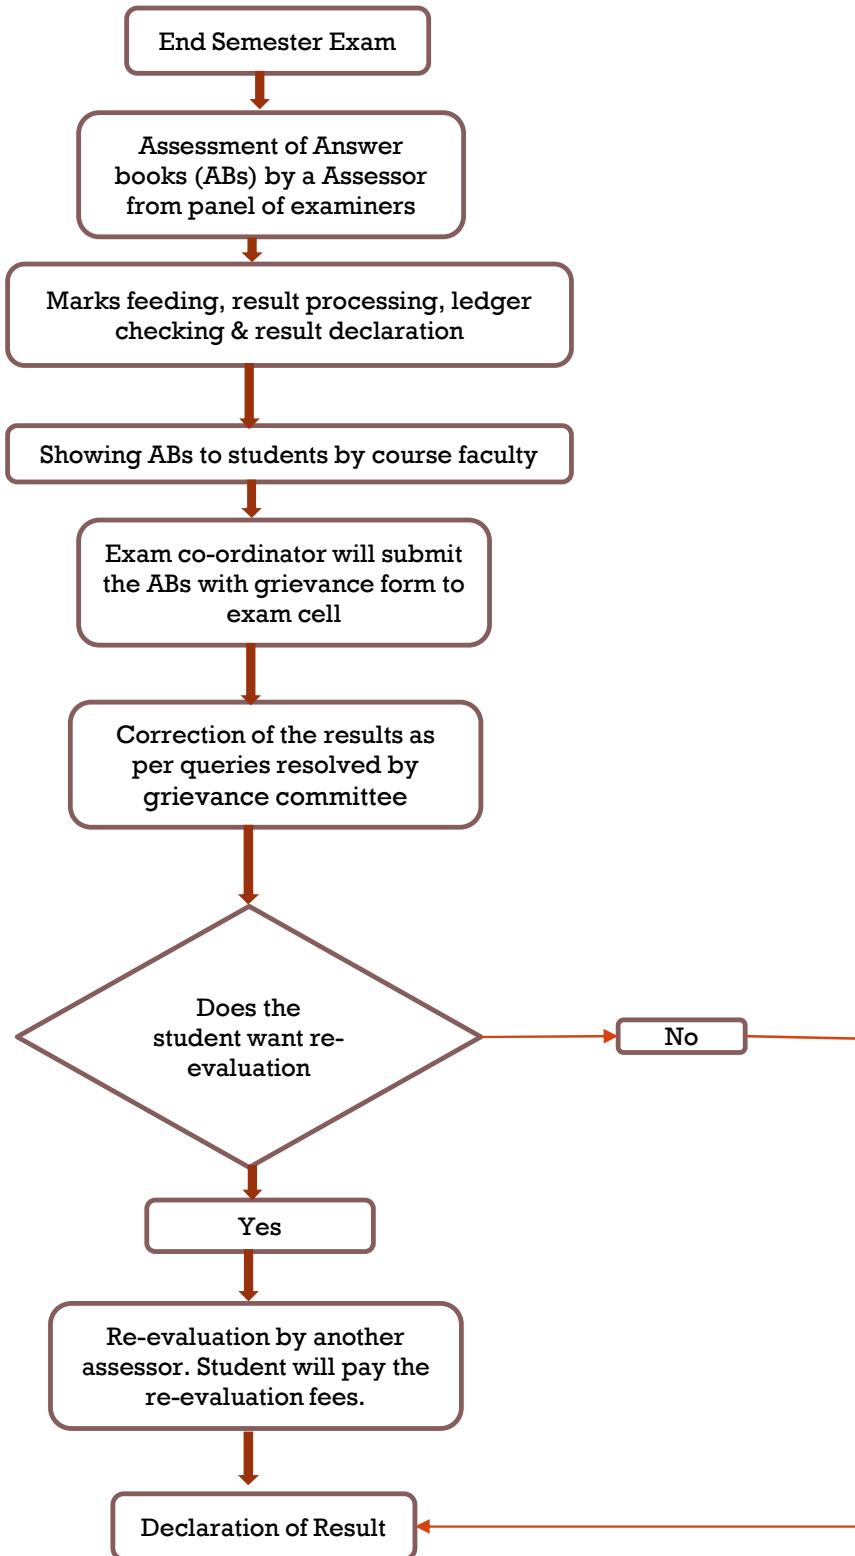 End Semester Exam
Assessment of Answer
books (ABs) by a Assessor
from panel of examiners
Marks feeding, result processing, ledger
checking & result declaration
Showing ABs to students by course faculty
Exam co-ordinator will submit
the ABs with grievance form to
exam cell
Correction of the results as
per queries resolved by
grievance committee
Does the
student want re-
evaluation
No
Yes
Re-evaluation by another
assessor. Student will pay the
re-evaluation fees.
Declaration of Result